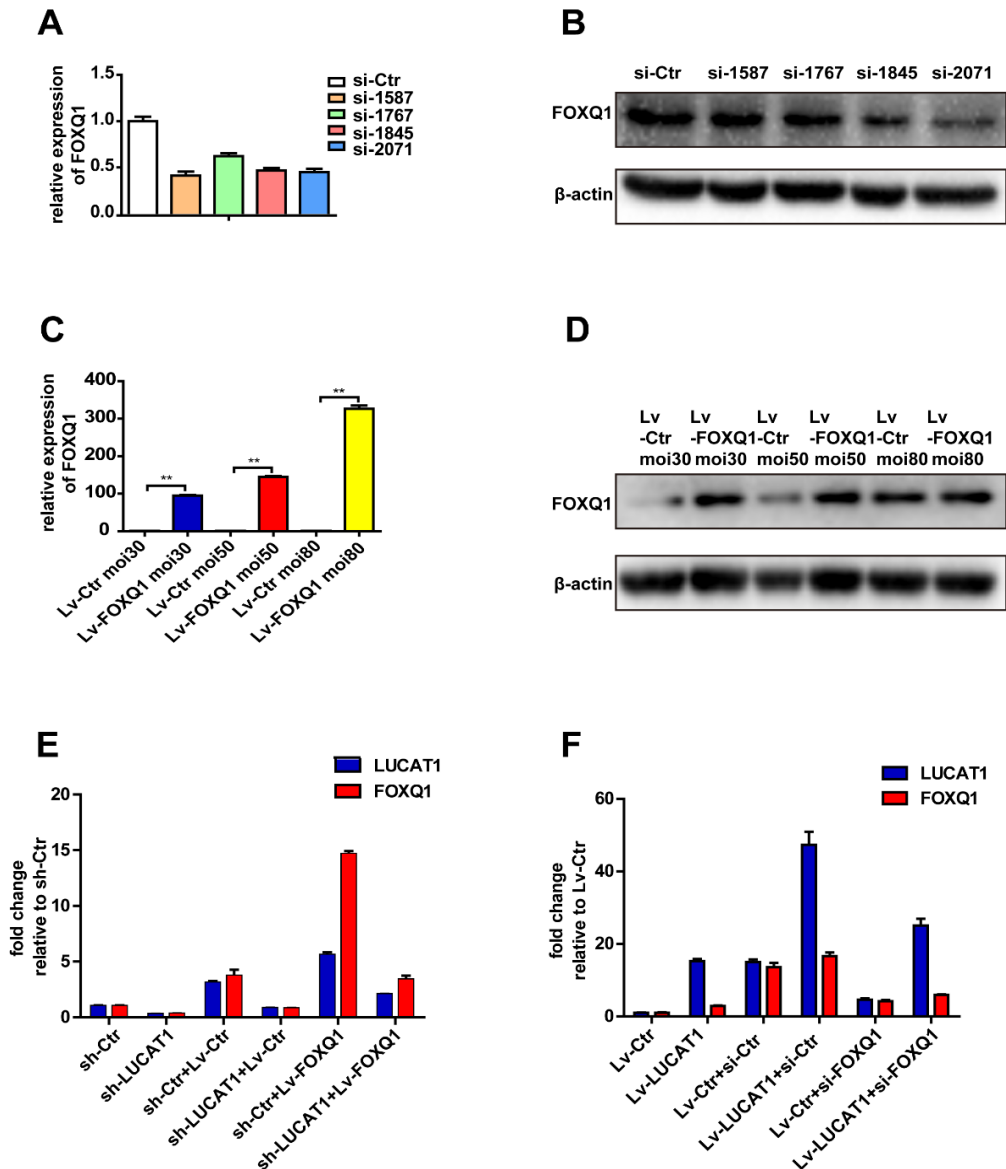 A
relative expression
of FOXQ1
1.5
1.0
0.5
0.0
si-Ctr
si-1587
si-1767
si-1845
si-2071
B
si-Ctr si-1587 si-1767 si-1845 si-2071
FOXQ1
β-actin
C
relative expression
of FOXQ1
400
300
200
100
0
**
**
**
Lv-Ctr moi30
Lv-FOXQ1 moi30
Lv-Ctr moi50
Lv-FOXQ1 moi50
Lv-Ctr moi80
Lv-FOXQ1 moi80
D
Lv Lv Lv Lv Lv Lv
-Ctr -FOXQ1 -Ctr -FOXQ1 -Ctr -FOXQ1
moi30 moi30 moi50 moi50 moi80 moi80
FOXQ1
β-actin
E
LUCAT1
FOXQ1
fold change
relative to sh-Ctr
20
15
10
5
0
sh-Ctr
sh-LUCAT1
sh-Ctr+Lv-Ctr
sh-LUCAT1+Lv-Ctr
sh-Ctr+Lv-FOXQ1
sh-LUCAT1+Lv-FOXQ1
F
LUCAT1
FOXQ1
fold change
relative to Lv-Ctr
60
40
20
0
Lv-Ctr
Lv-LUCAT1
Lv-Ctr+si-Ctr
Lv-LUCAT1+si-Ctr
Lv-Ctr+si-FOXQ1
Lv-LUCAT1+si-FOXQ1